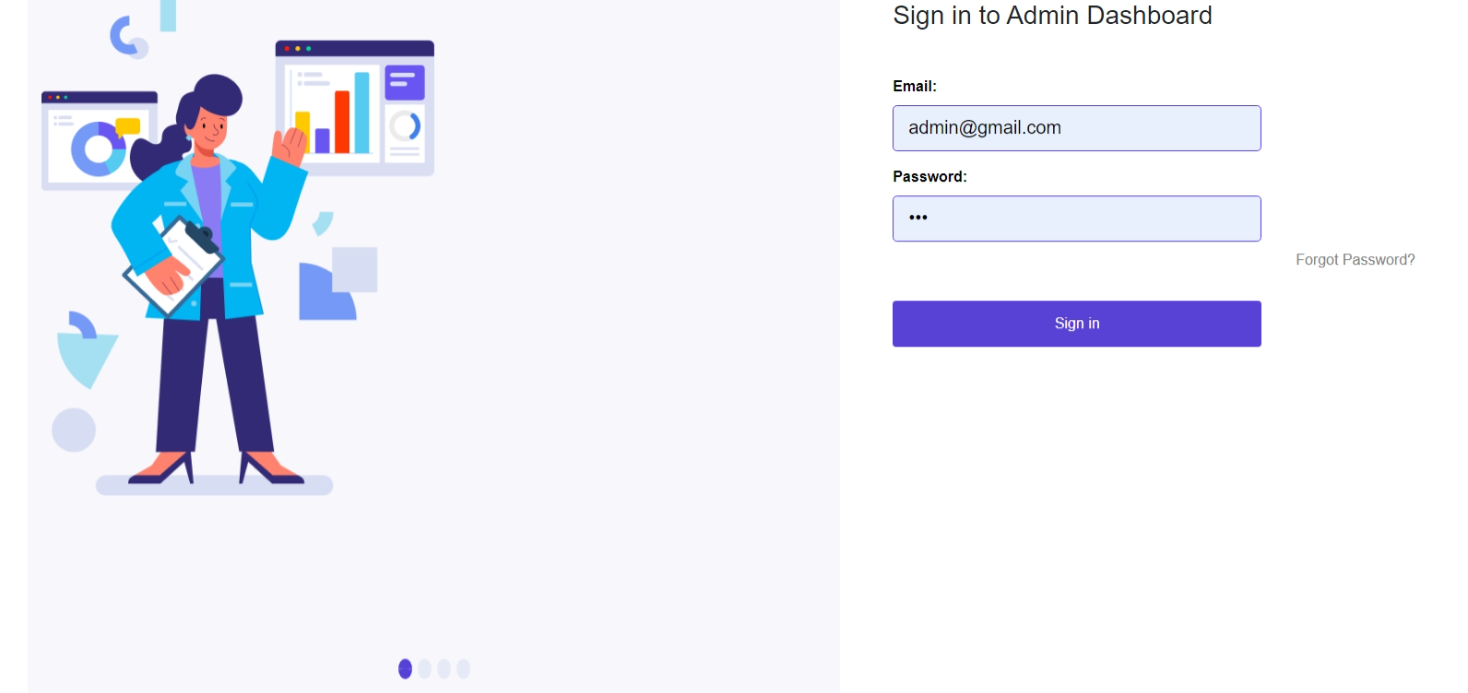 Sign in to Admin Dashboard
Email:
admin@gmail.com
Password:
•••
Forgot Password?
Sign in